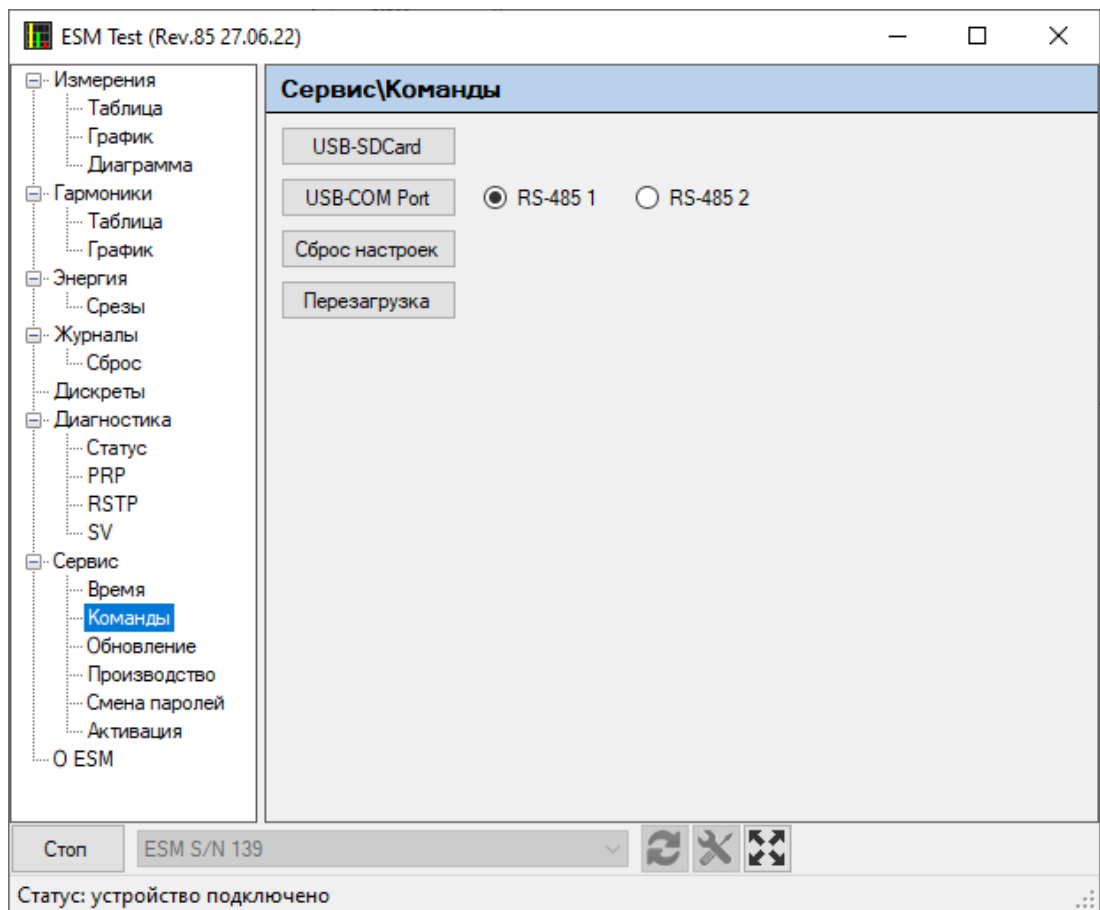 ESM Test (Rev.85 27.06.22)
Измерения
Таблица
График
Диаграмма
Гармоники
Таблица
График
Энергия
Срезы
Журналы
Сброс
Дискреты
Диагностика
Статус
PRP
RSTP
SV
Сервис
Время
Команды
Обновление
Производство
Смена паролей
Активация
О ESM
Сервис\Команды
USB-SDCard
USB-COM Port RS-485 1 RS-485 2
Сброс настроек
Перезагрузка
Стоп ESM S/N 139
Статус: устройство подключено